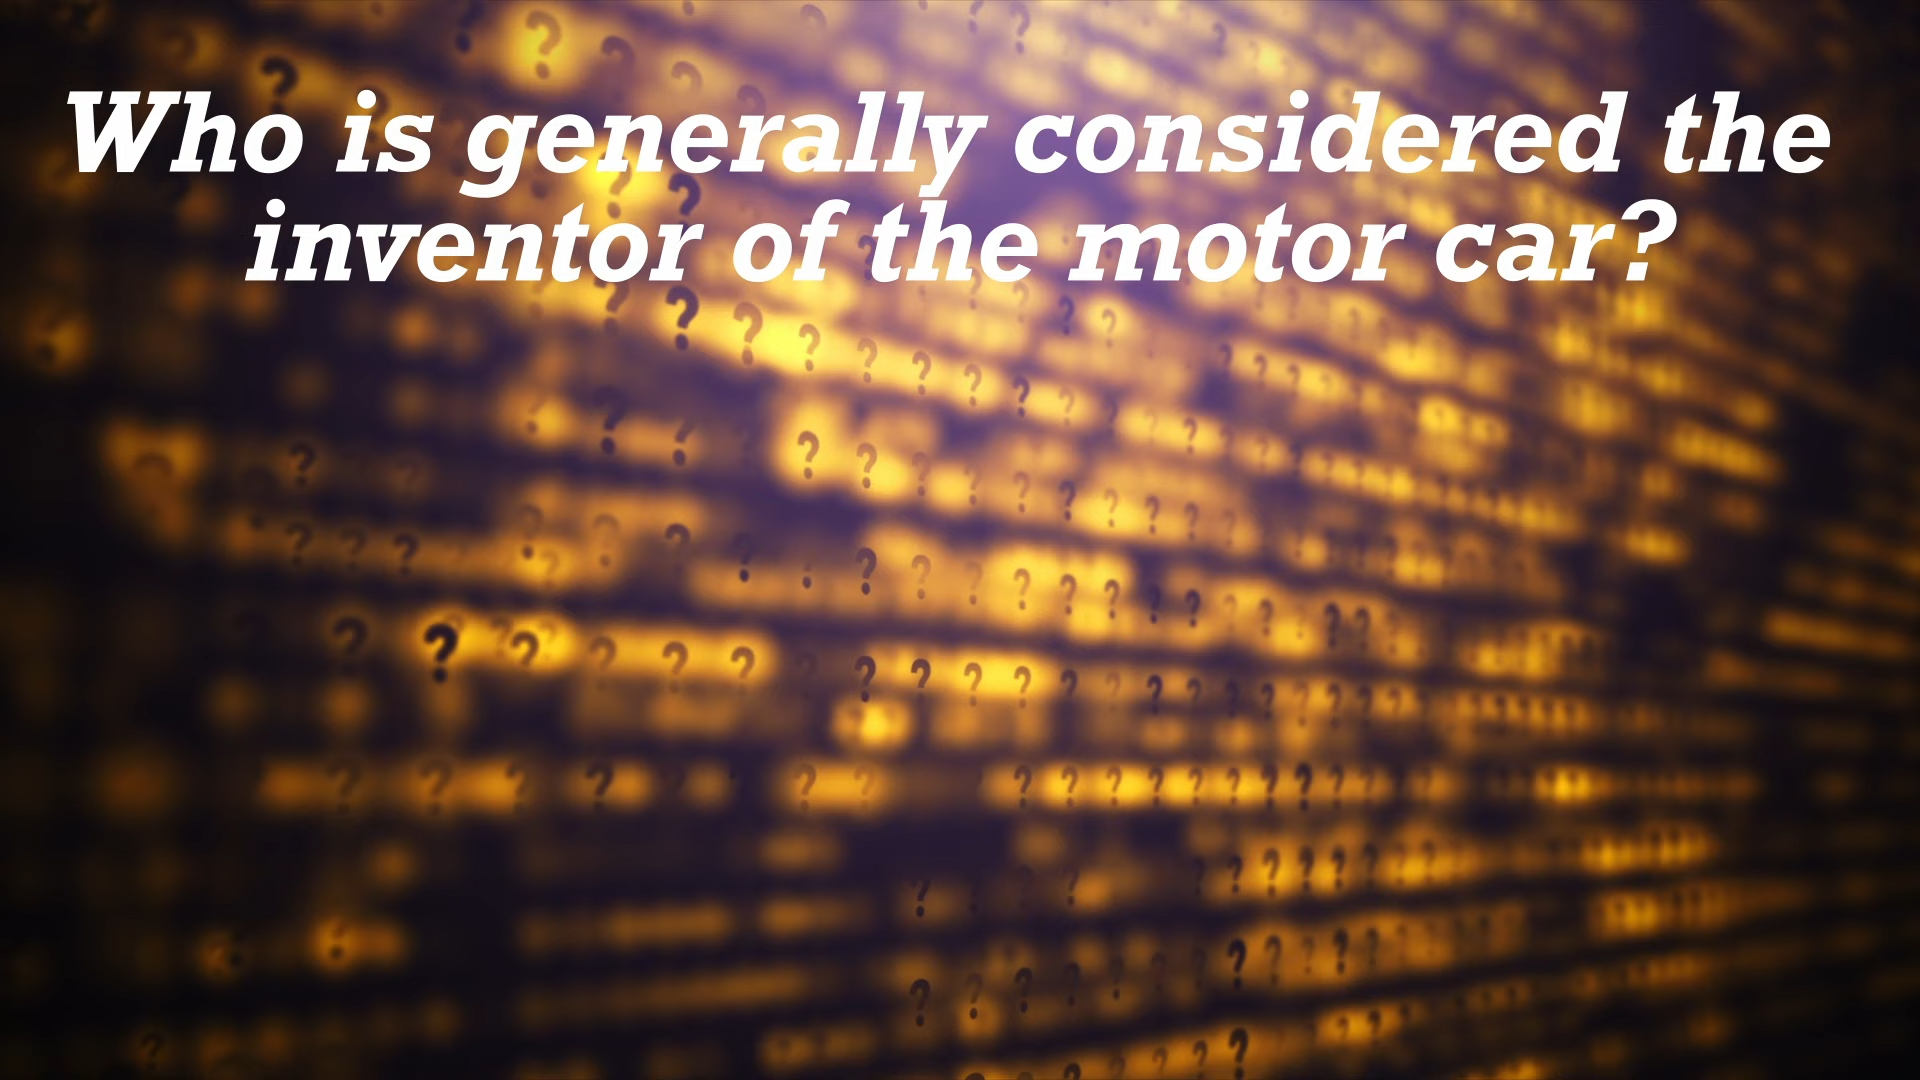 Who is generally considered the
inventor of the motor car?